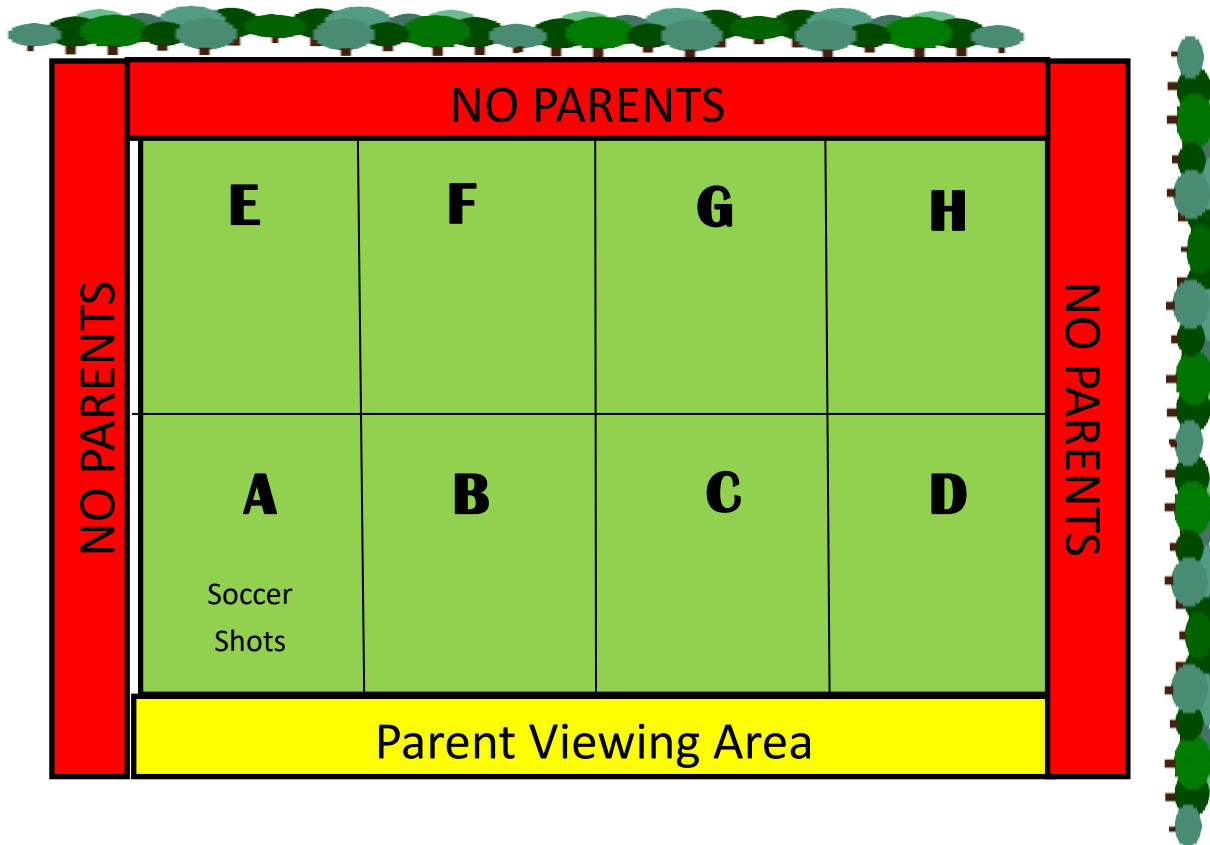 NO PARENTS
E
F
G
H
NO PARENTS
NO PARENTS
A
B
C
D
Soccer
Shots
Parent Viewing Area